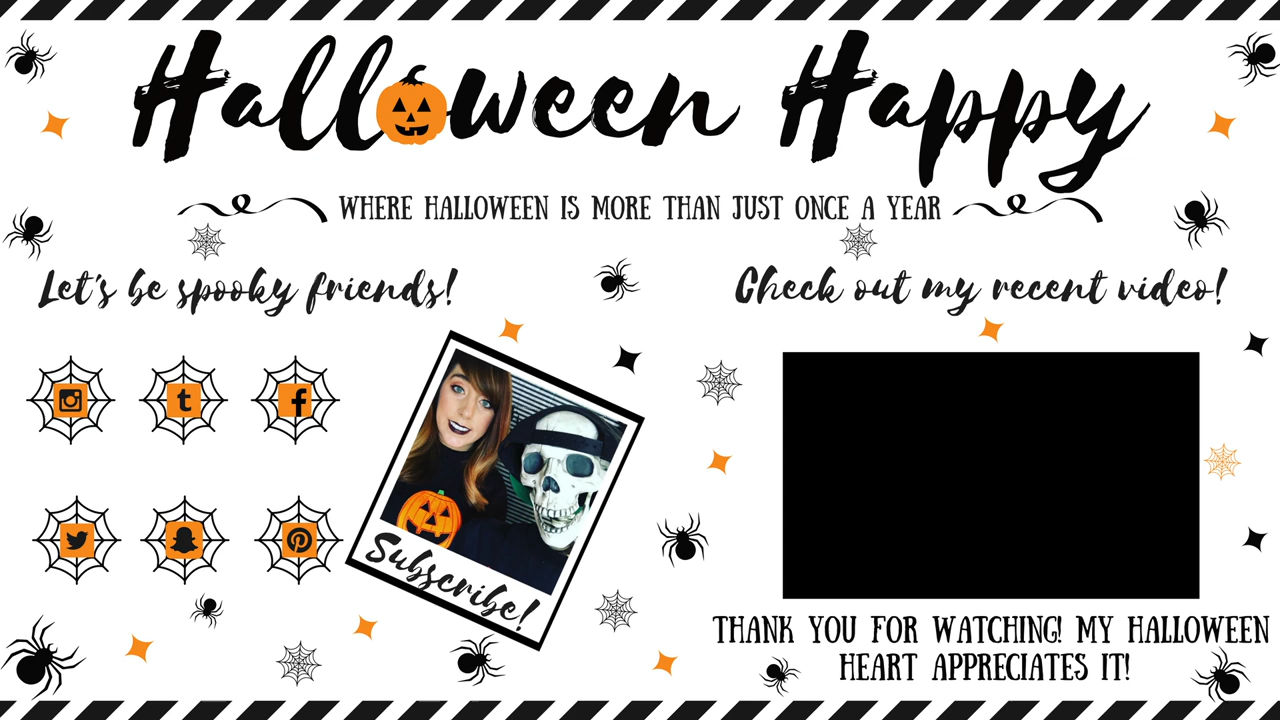 Halloween Happy
WHERE HALLOWEEN IS MORE THAN JUST ONCE A YEAR
Let's be spooky friends!
Check out my recent video!
Subscribe!
THANK YOU FOR WATCHING! MY HALLOWEEN
HEART APPRECIATES IT!